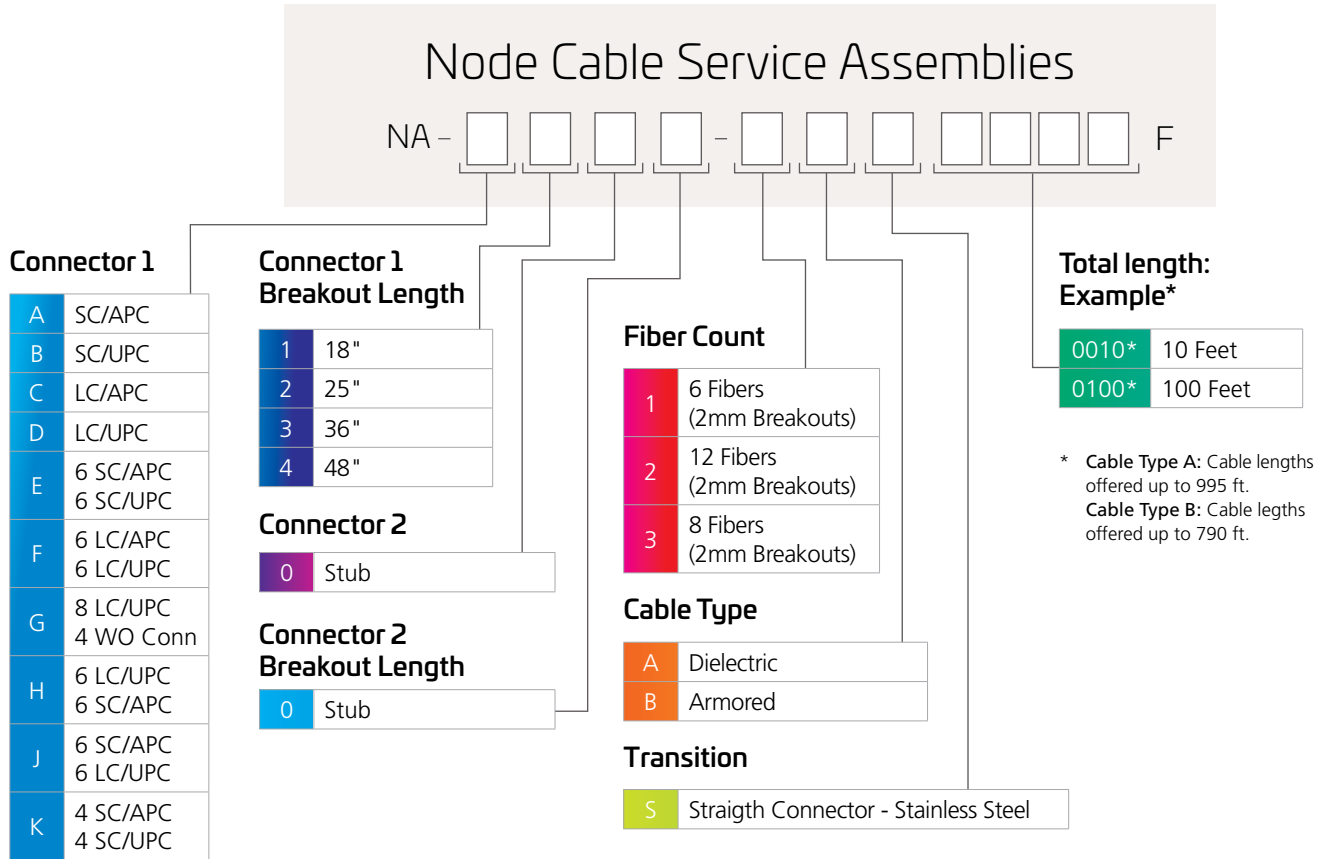 Node Cable Service Assemblies
NA – – F
Connector 1
A SC/APC
B SC/UPC
C LC/APC
D LC/UPC
E 6 SC/APC
6 SC/UPC
F 6 LC/APC
6 LC/UPC
G 8 LC/UPC
4 WO Conn
H 6 LC/UPC
6 SC/APC
J 6 SC/APC
6 LC/UPC
K 4 SC/APC
4 SC/UPC
Connector 1
Breakout Length
1 18"
2 25"
3 36"
4 48"
Connector 2
0 Stub
Connector 2
Breakout Length
0 Stub
Fiber Count
1 6 Fibers
(2mm Breakouts)
2 12 Fibers
(2mm Breakouts)
3 8 Fibers
(2mm Breakouts)
Cable Type
A Dielectric
B Armored
Transition
S Straigth Connector - Stainless Steel
Total length:
Example*
0010* 10 Feet
0100* 100 Feet
* Cable Type A: Cable lengths
offered up to 995 ft.
Cable Type B: Cable legths
offered up to 790 ft.